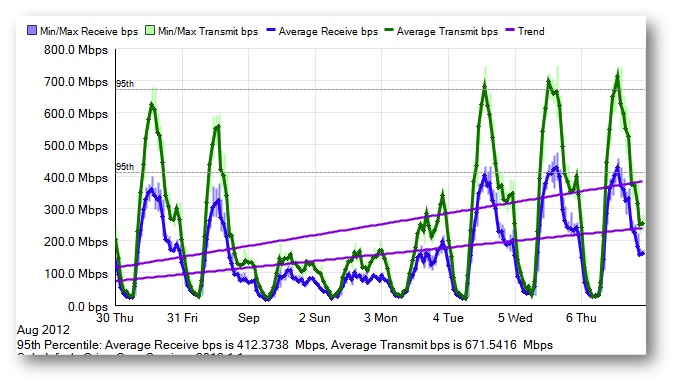 Min/Max Receive bps Min/Max Transmit bps Average Receive bps Average Transmit bps Trend
800.0 Mbps
700.0 Mbps
95th
600.0 Mbps
500.0 Mbps
95th
400.0 Mbps
300.0 Mbps
200.0 Mbps
100.0 Mbps
0.0 bps
30 Thu 31 Fri Sep 2 Sun 3 Mon 4 Tue 5 Wed 6 Thu
Aug 2012
95th Percentile: Average Receive bps is 412.3738 Mbps, Average Transmit bps is 671.5416 Mbps